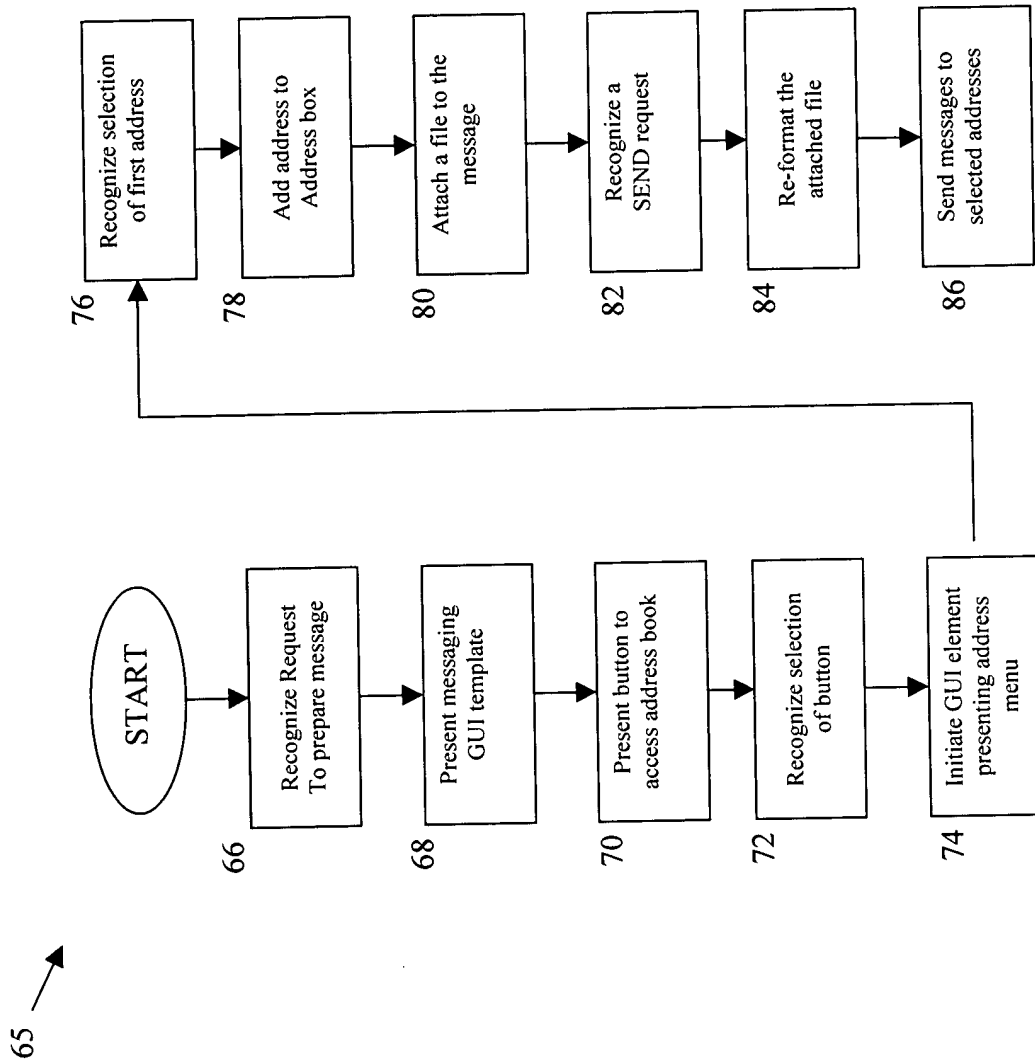 65
START
66
Recognize Request
To prepare message
68
Present messaging
GUI template
70
Present button to
access address book
72
Recognize selection
of button
74
Initiate GUI element
presenting address
menu
76
Recognize selection
of first address
78
Add address to
Address box
80
Attach a file to the
message
82
Recognize a
SEND request
84
Re-format the
attached file
86
Send messages to
selected addresses